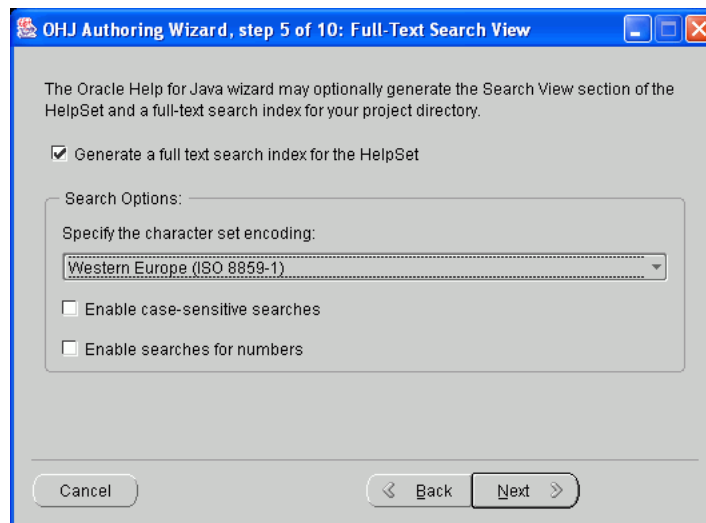 OHJ Authoring Wizard, step 5 of 10: Full-Text Search View
The Oracle Help for Java wizard may optionally generate the Search View section of the
HelpSet and a full-text search index for your project directory.
Generate a full text search index for the HelpSet
Search Options:
Specify the character set encoding:
Western Europe (ISO 8859-1)
Enable case-sensitive searches
Enable searches for numbers
Cancel
Back
Next